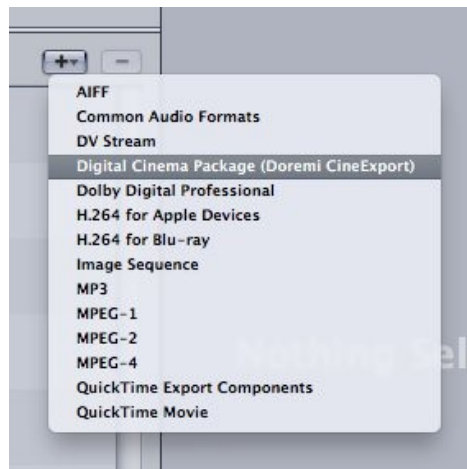 AIFF
Common Audio Formats
DV Stream
Digital Cinema Package (Doremi CineExport)
Dolby Digital Professional
H.264 for Apple Devices
H.264 for Blu-ray
Image Sequence
MP3
MPEG-1
MPEG-2
MPEG-4
Nothing Sel
QuickTime Export Components
QuickTime Movie